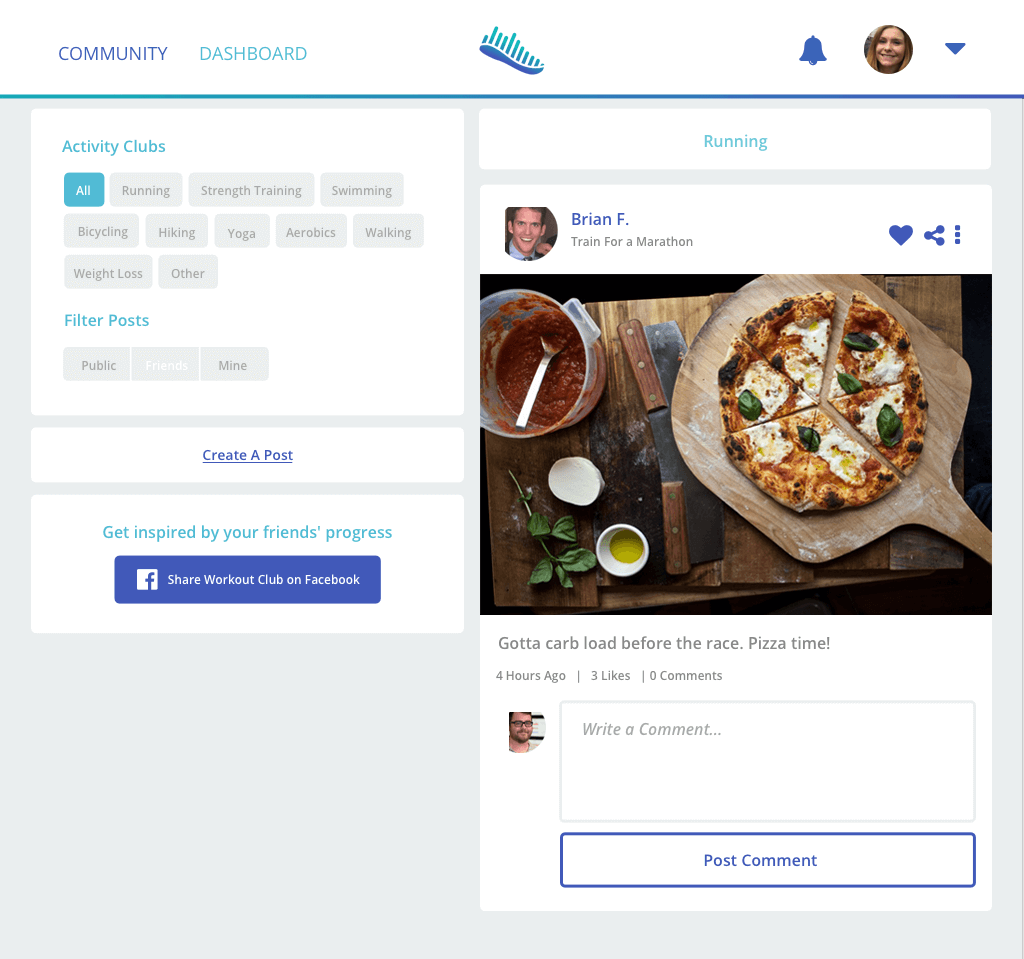 COMMUNITY DASHBOARD
Activity Clubs
All Running Strength Training Swimming
Bicycling Hiking Yoga Aerobics Walking
Weight Loss Other
Filter Posts
Public Friends Mine
Create A Post
Get inspired by your friends' progress
Share Workout Club on Facebook
Running
Brian F.
Train For a Marathon
Gotta carb load before the race. Pizza time!
4 Hours Ago | 3 Likes | 0 Comments
Write a Comment...
Post Comment